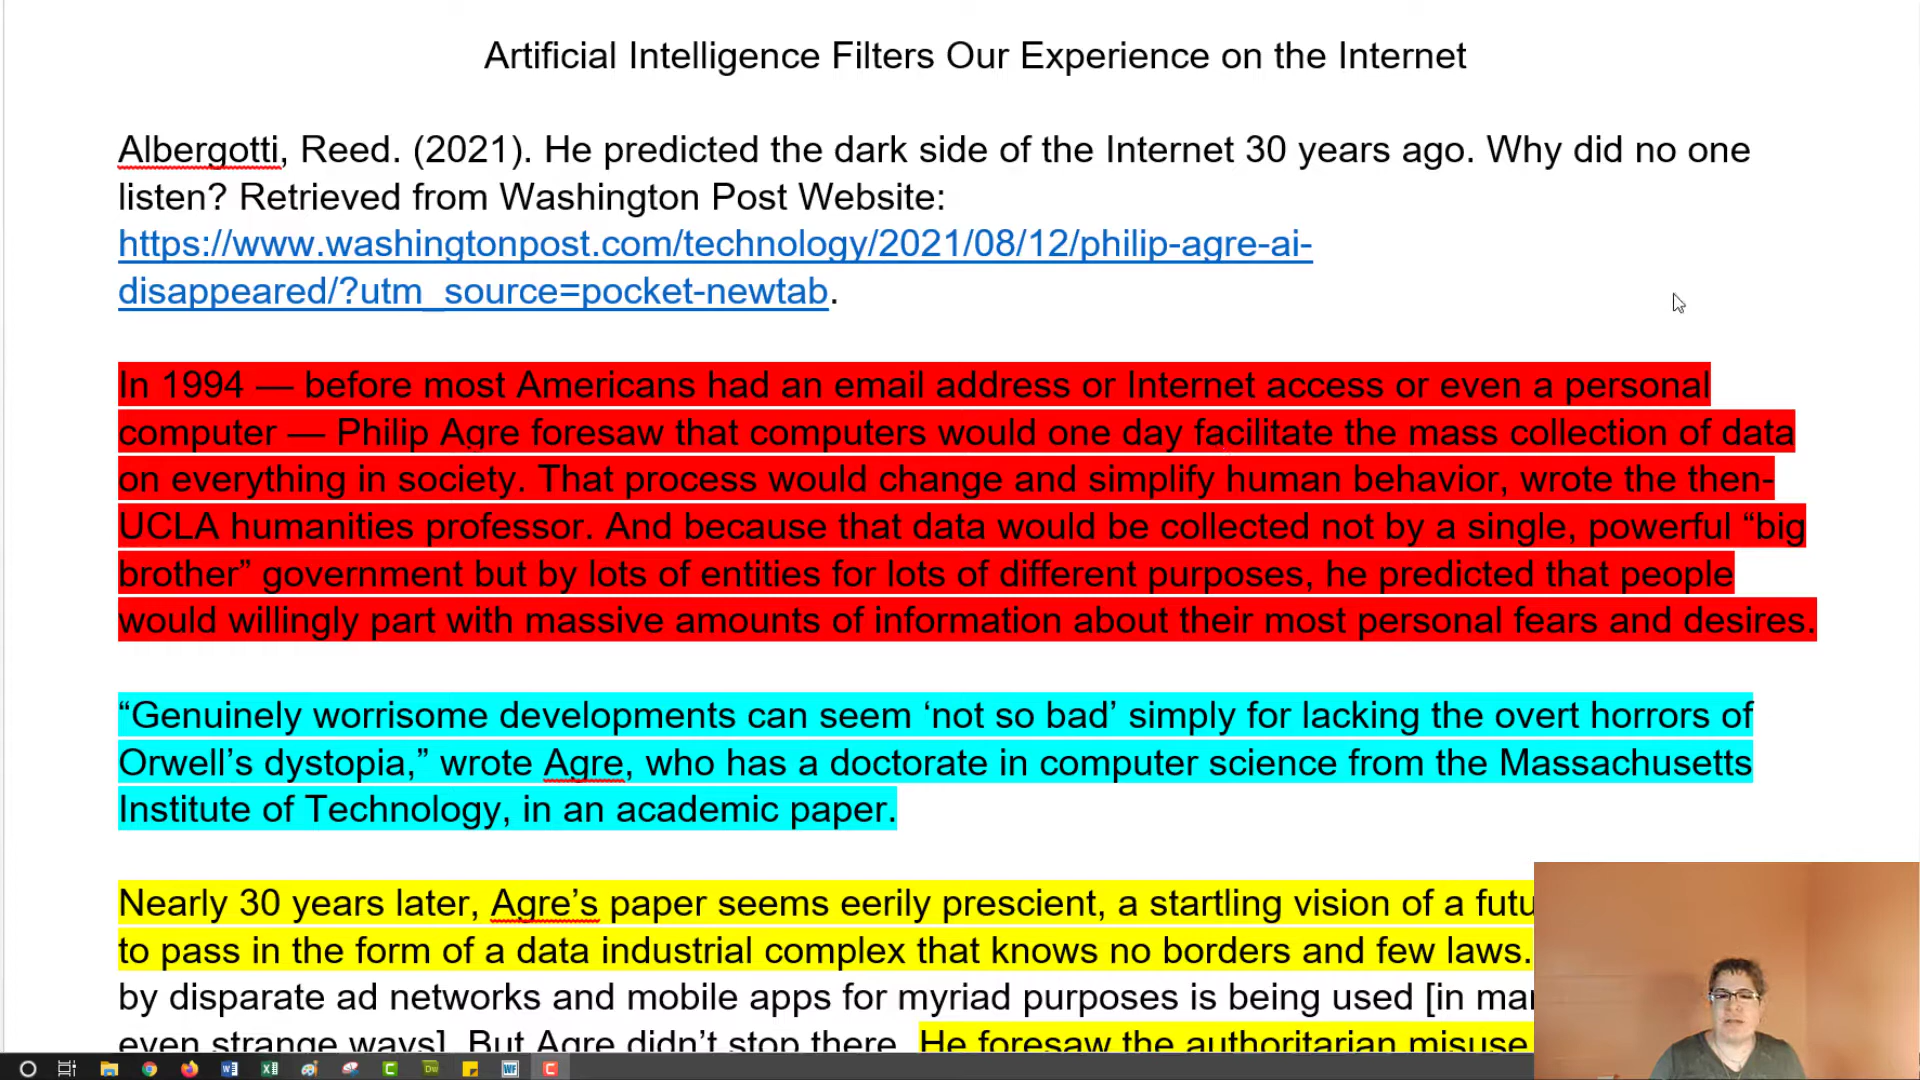 Artificial Intelligence Filters Our Experience on the Internet
Albergotti, Reed. (2021). He predicted the dark side of the Internet 30 years ago. Why did no one
listen? Retrieved from Washington Post Website:
https://www.washingtonpost.com/technology/2021/08/12/philip-agre-ai-
disappeared/?utm_source=pocket-newtab.
In 1994 — before most Americans had an email address or Internet access or even a personal
computer — Philip Agre foresaw that computers would one day facilitate the mass collection of data
on everything in society. That process would change and simplify human behavior, wrote the then-
UCLA humanities professor. And because that data would be collected not by a single, powerful “big
brother” government but by lots of entities for lots of different purposes, he predicted that people
would willingly part with massive amounts of information about their most personal fears and desires.
“Genuinely worrisome developments can seem ‘not so bad’ simply for lacking the overt horrors of
Orwell’s dystopia,” wrote Agre, who has a doctorate in computer science from the Massachusetts
Institute of Technology, in an academic paper.
Nearly 30 years later, Agre’s paper seems eerily prescient, a startling vision of a
to pass in the form of a data industrial complex that knows no borders and few laws.
by disparate ad networks and mobile apps for myriad purposes is being used [in
even strange ways]. But Agre didn’t stop there. He foresaw the authoritarian misuse